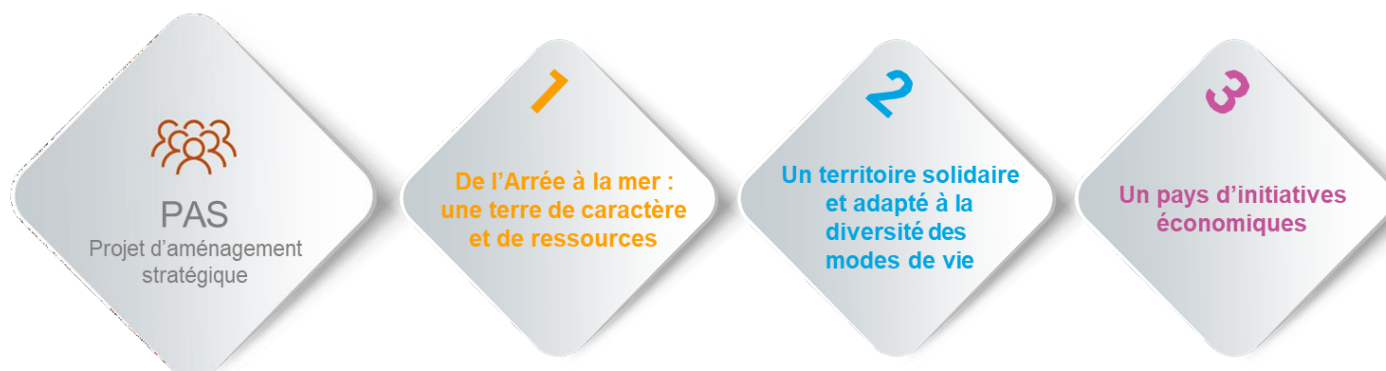 PAS
Projet d’aménagement
stratégique
1
De l’Arrée à la mer :
une terre de caractère
et de ressources
2
Un territoire solidaire
et adapté à la
diversité des
modes de vie
3
Un pays d’initiatives
économiques